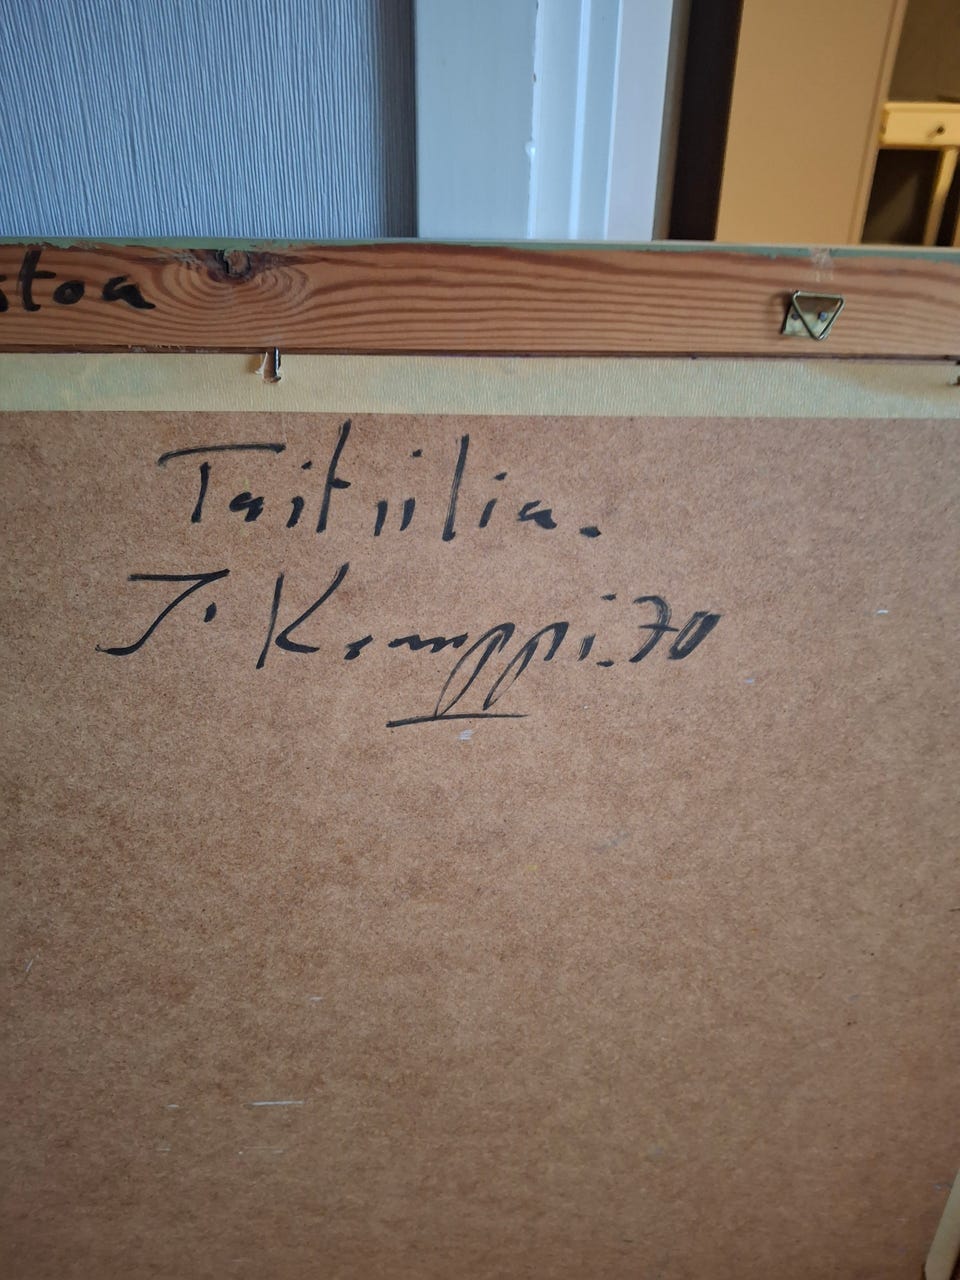 stoa
Taitulia.
J. Kemppi. 70